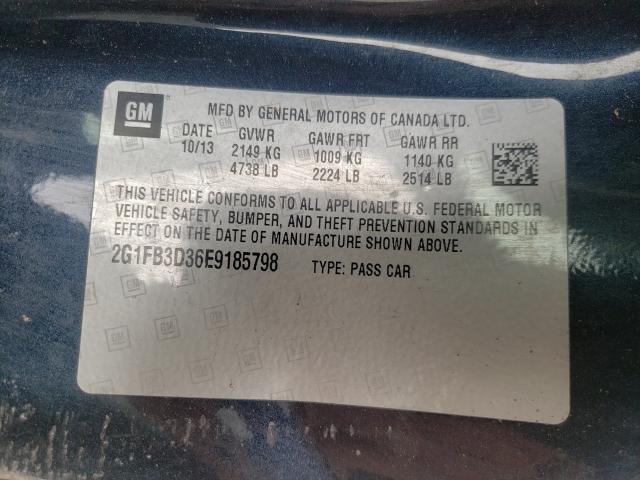 GM
MFD BY GENERAL MOTORS OF CANADA LTD.
DATE GVWR GAWR FRT GAWR RR
10/13 2149 KG 1009 KG 1140 KG
4738 LB 2224 LB 2514 LB
THIS VEHICLE CONFORMS TO ALL APPLICABLE U.S. FEDERAL MOTOR
VEHICLE SAFETY, BUMPER, AND THEFT PREVENTION STANDARDS IN
EFFECT ON THE DATE OF MANUFACTURE SHOWN ABOVE.
2G1FB3D36E9185798 TYPE: PASS CAR